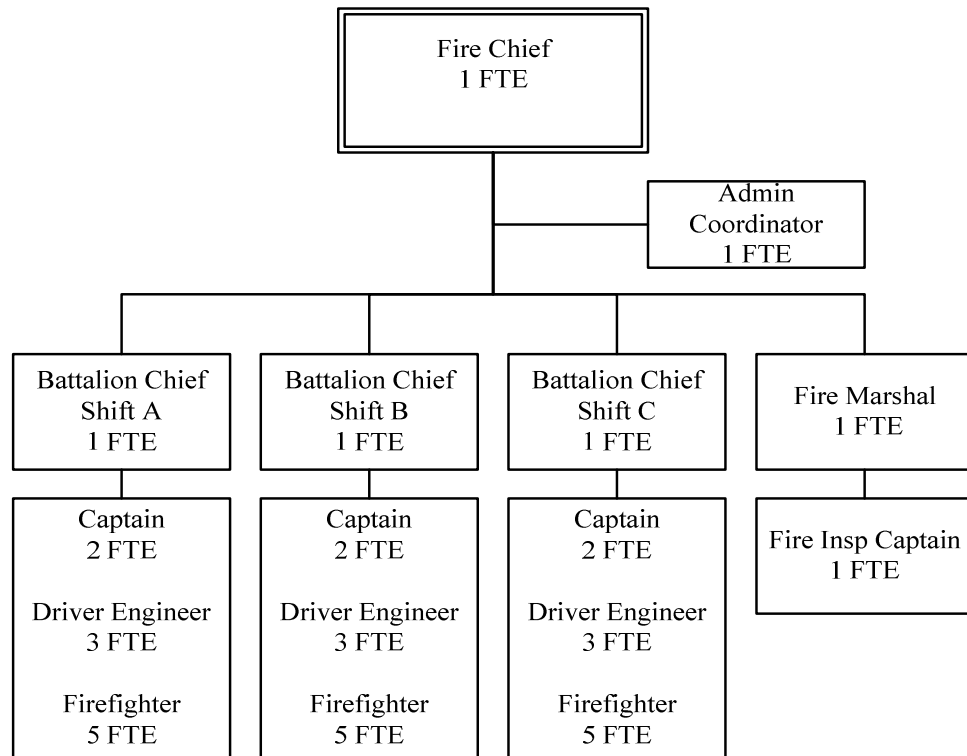 Fire Chief
1 FTE
Admin
Coordinator
1 FTE
Battalion Chief
Shift A
1 FTE
Battalion Chief
Shift B
1 FTE
Battalion Chief
Shift C
1 FTE
Fire Marshal
1 FTE
Captain
2 FTE
Driver Engineer
3 FTE
Firefighter
5 FTE
Captain
2 FTE
Driver Engineer
3 FTE
Firefighter
5 FTE
Captain
2 FTE
Driver Engineer
3 FTE
Firefighter
5 FTE
Fire Insp Captain
1 FTE